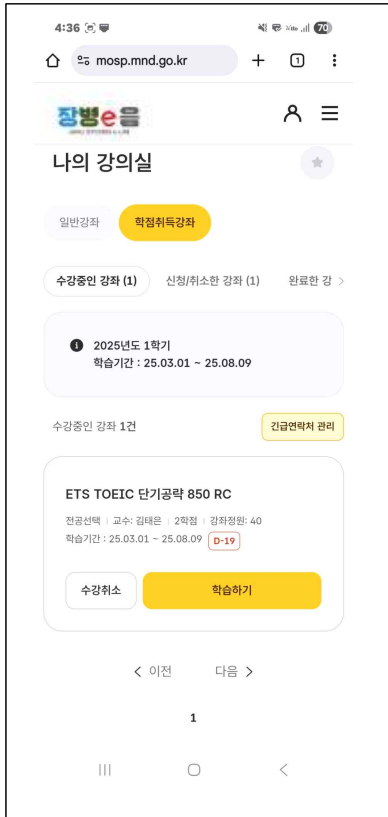 4:36
70
mosp.mnd.go.kr
1
장병e음
나의 강의실
일반강좌 학점취득강좌
수강중인 강좌 (1) 신청/취소한 강좌 (1) 완료한 강
2025년도 1학기
학습기간 : 25.03.01 ~ 25.08.09
수강중인 강좌 1건 긴급연락처 관리
ETS TOEIC 단기공략 850 RC
전공선택 교수: 김태은 2학점 강좌정원: 40
학습기간 : 25.03.01 ~ 25.08.09 D-19
수강취소 학습하기
< 이전 다음 >
1